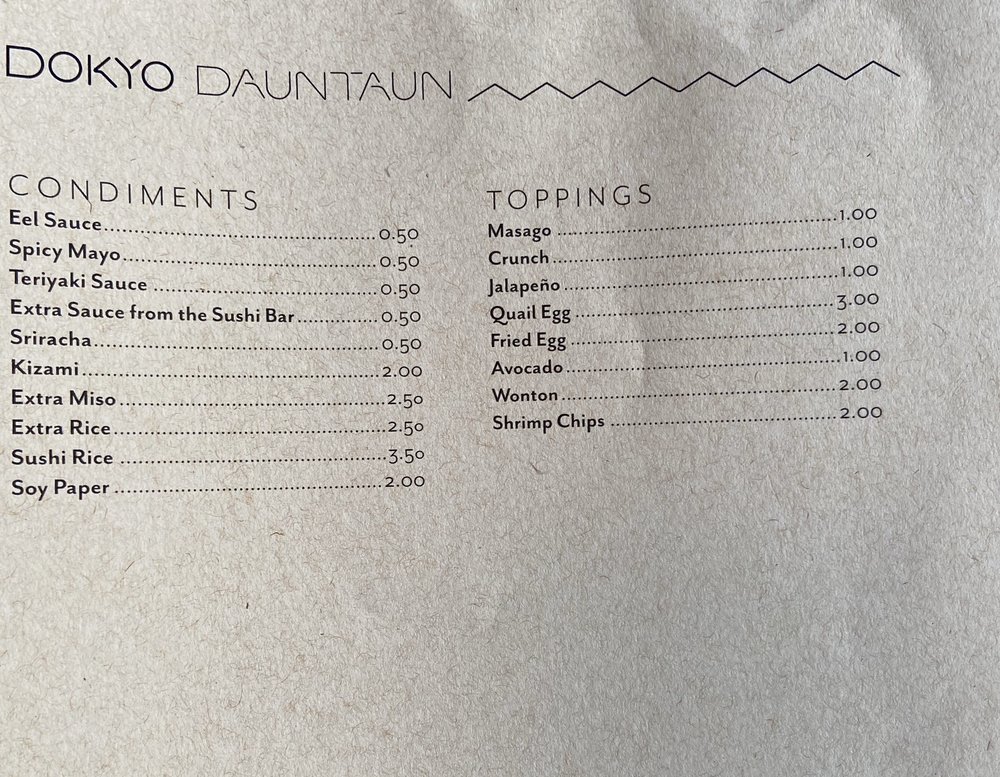 DOKYO DAUNTAUN
CONDIMENTS
Eel Sauce 0.50
Spicy Mayo 0.50
Teriyaki Sauce 0.50
Extra Sauce from the Sushi Bar 0.50
Sriracha 0.50
Kizami 2.00
Extra Miso 2.50
Extra Rice 2.50
Sushi Rice 3.50
Soy Paper 2.00
TOPPINGS
Masago 1.00
Crunch 1.00
Jalapeño 1.00
Quail Egg 3.00
Fried Egg 2.00
Avocado 1.00
Wonton 2.00
Shrimp Chips 2.00